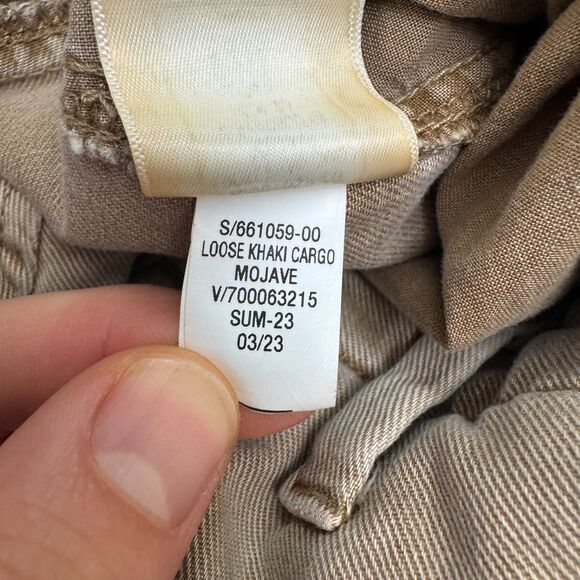 S/661059-00
LOOSE KHAKI CARGO
MOJAVE
V/700063215
SUM-23
03/23